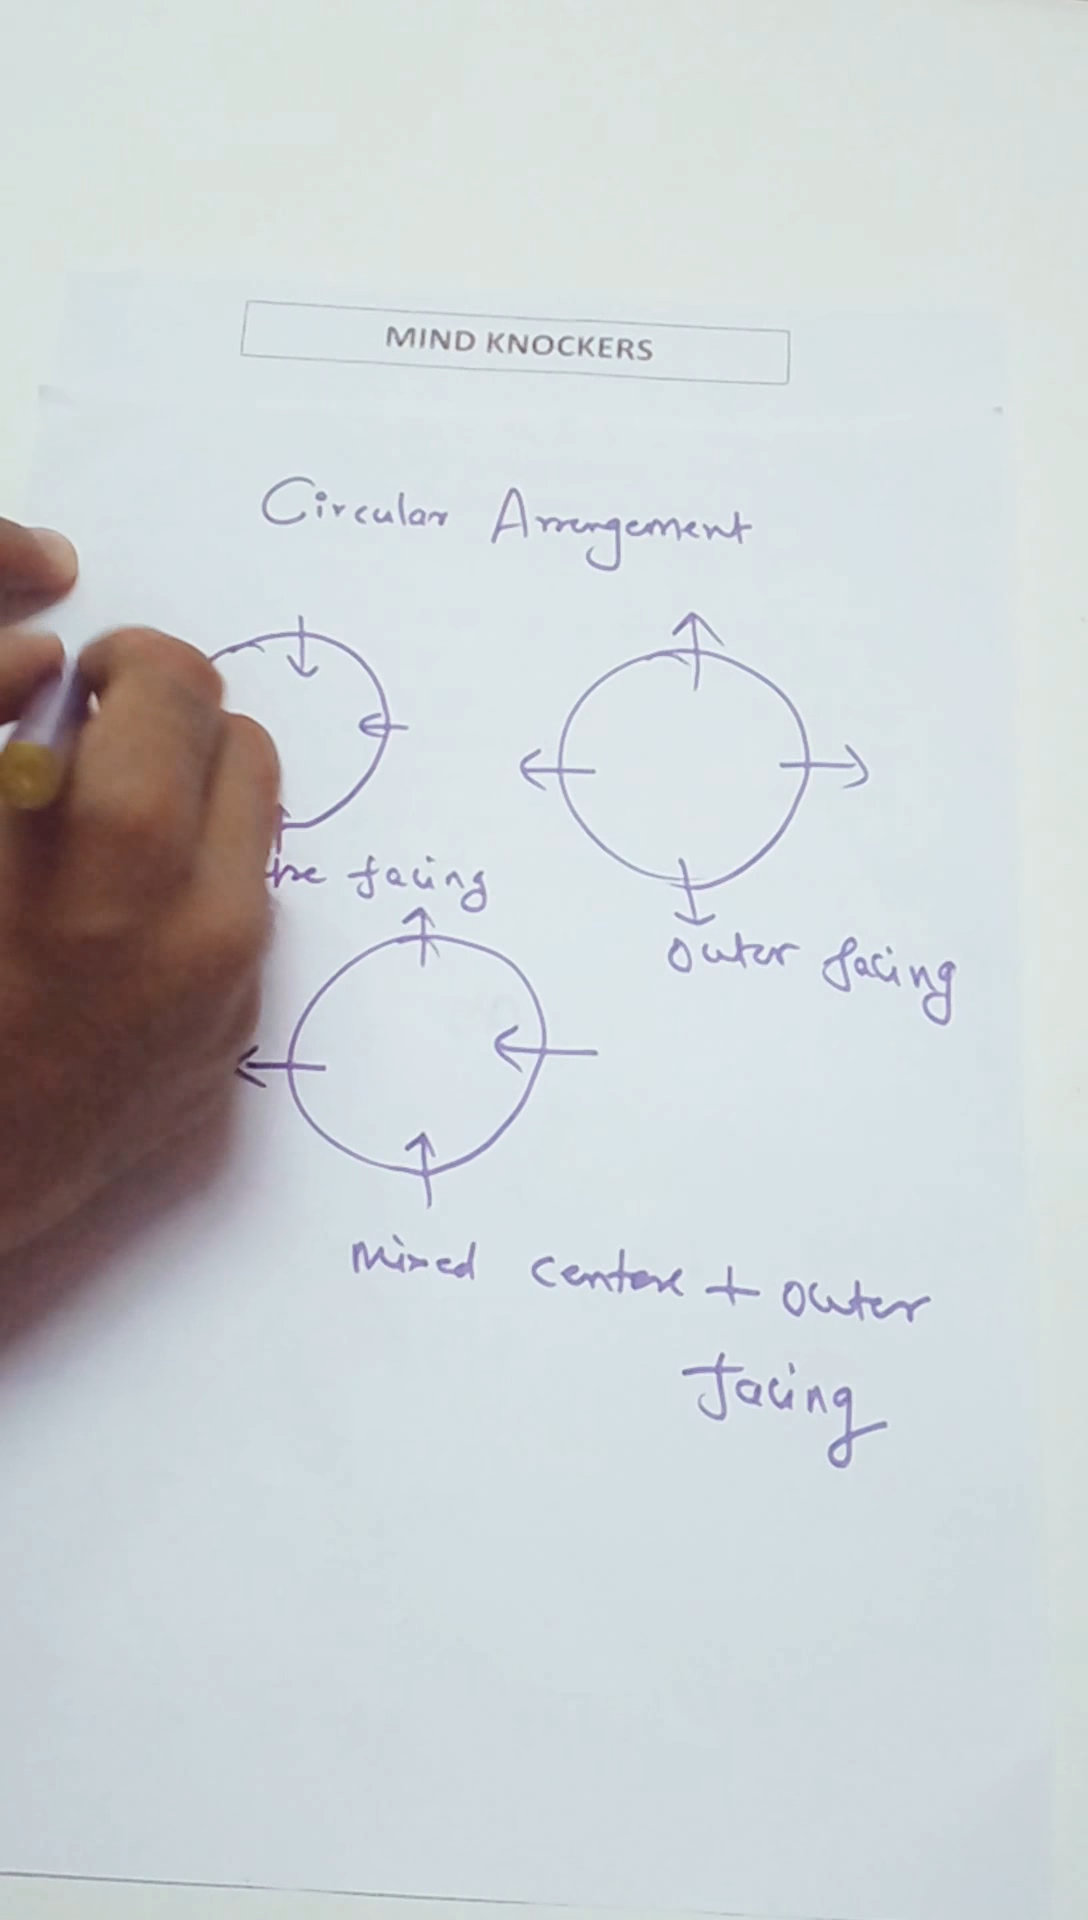 MIND KNOCKERS
Circular Arrangement
facing
outer facing
mixed centre + outer
facing